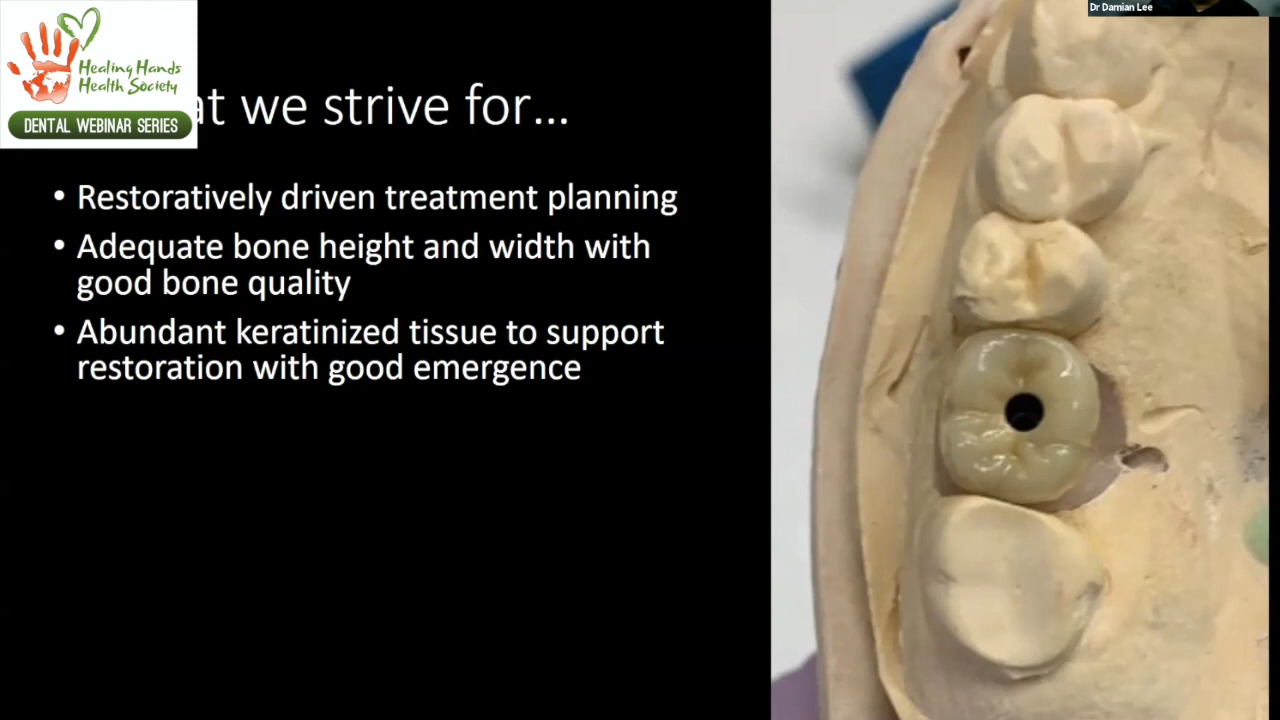 Dr Damian Lee
Healing Hands
Health Society
DENTAL WEBINAR SERIES
at we strive for...
• Restoratively driven treatment planning
• Adequate bone height and width with
good bone quality
• Abundant keratinized tissue to support
restoration with good emergence